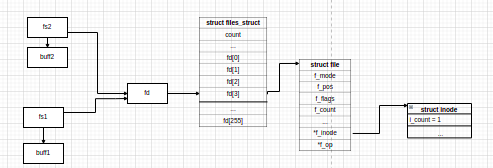 fs2
buff2
fs1
buff1
fd
struct files_struct
count
...
fd[0]
fd[1]
fd[2]
fd[3]
...
fd[255]
struct file
f_mode
f_pos
f_flags
f_count
...
*f_inode
*f_op
struct inode
i_count = 1
...